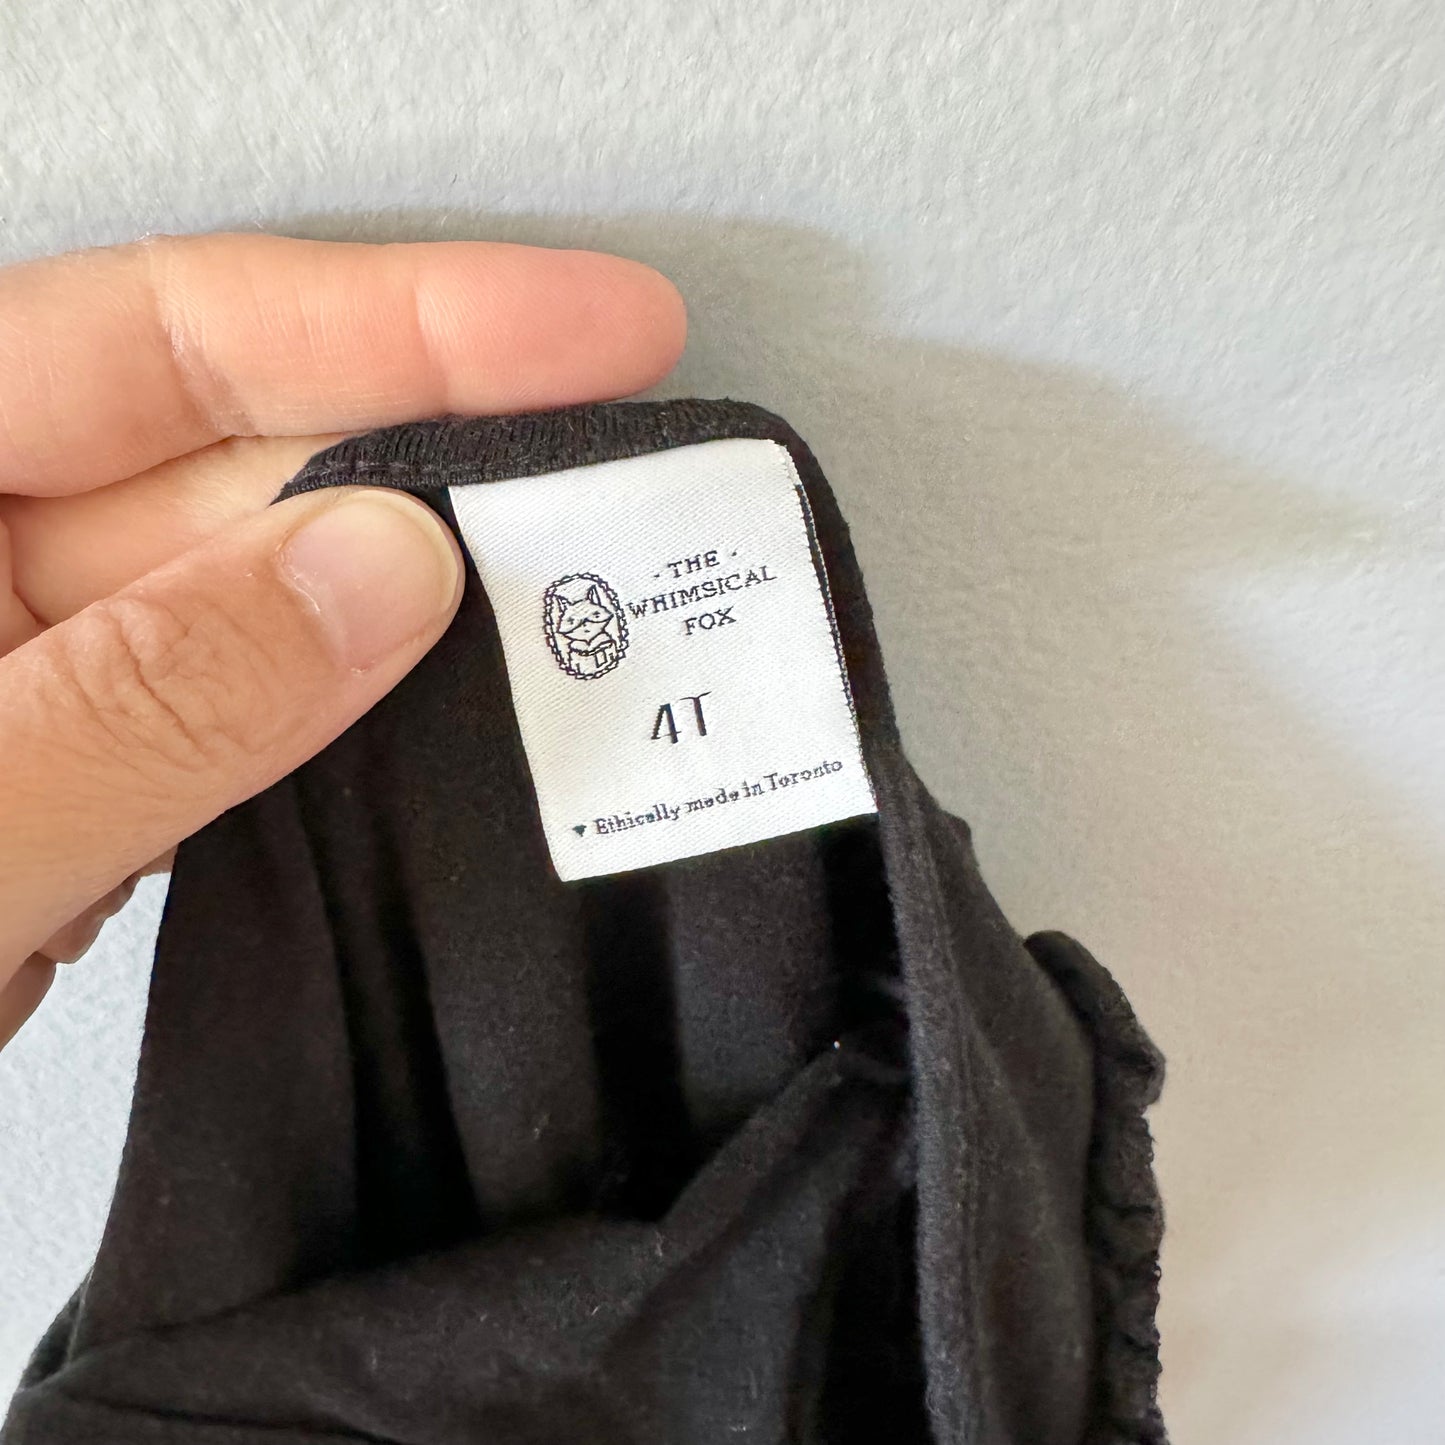 · THE ·
WHIMSICAL
FOX
4T
▾ Ethically made in Toronto